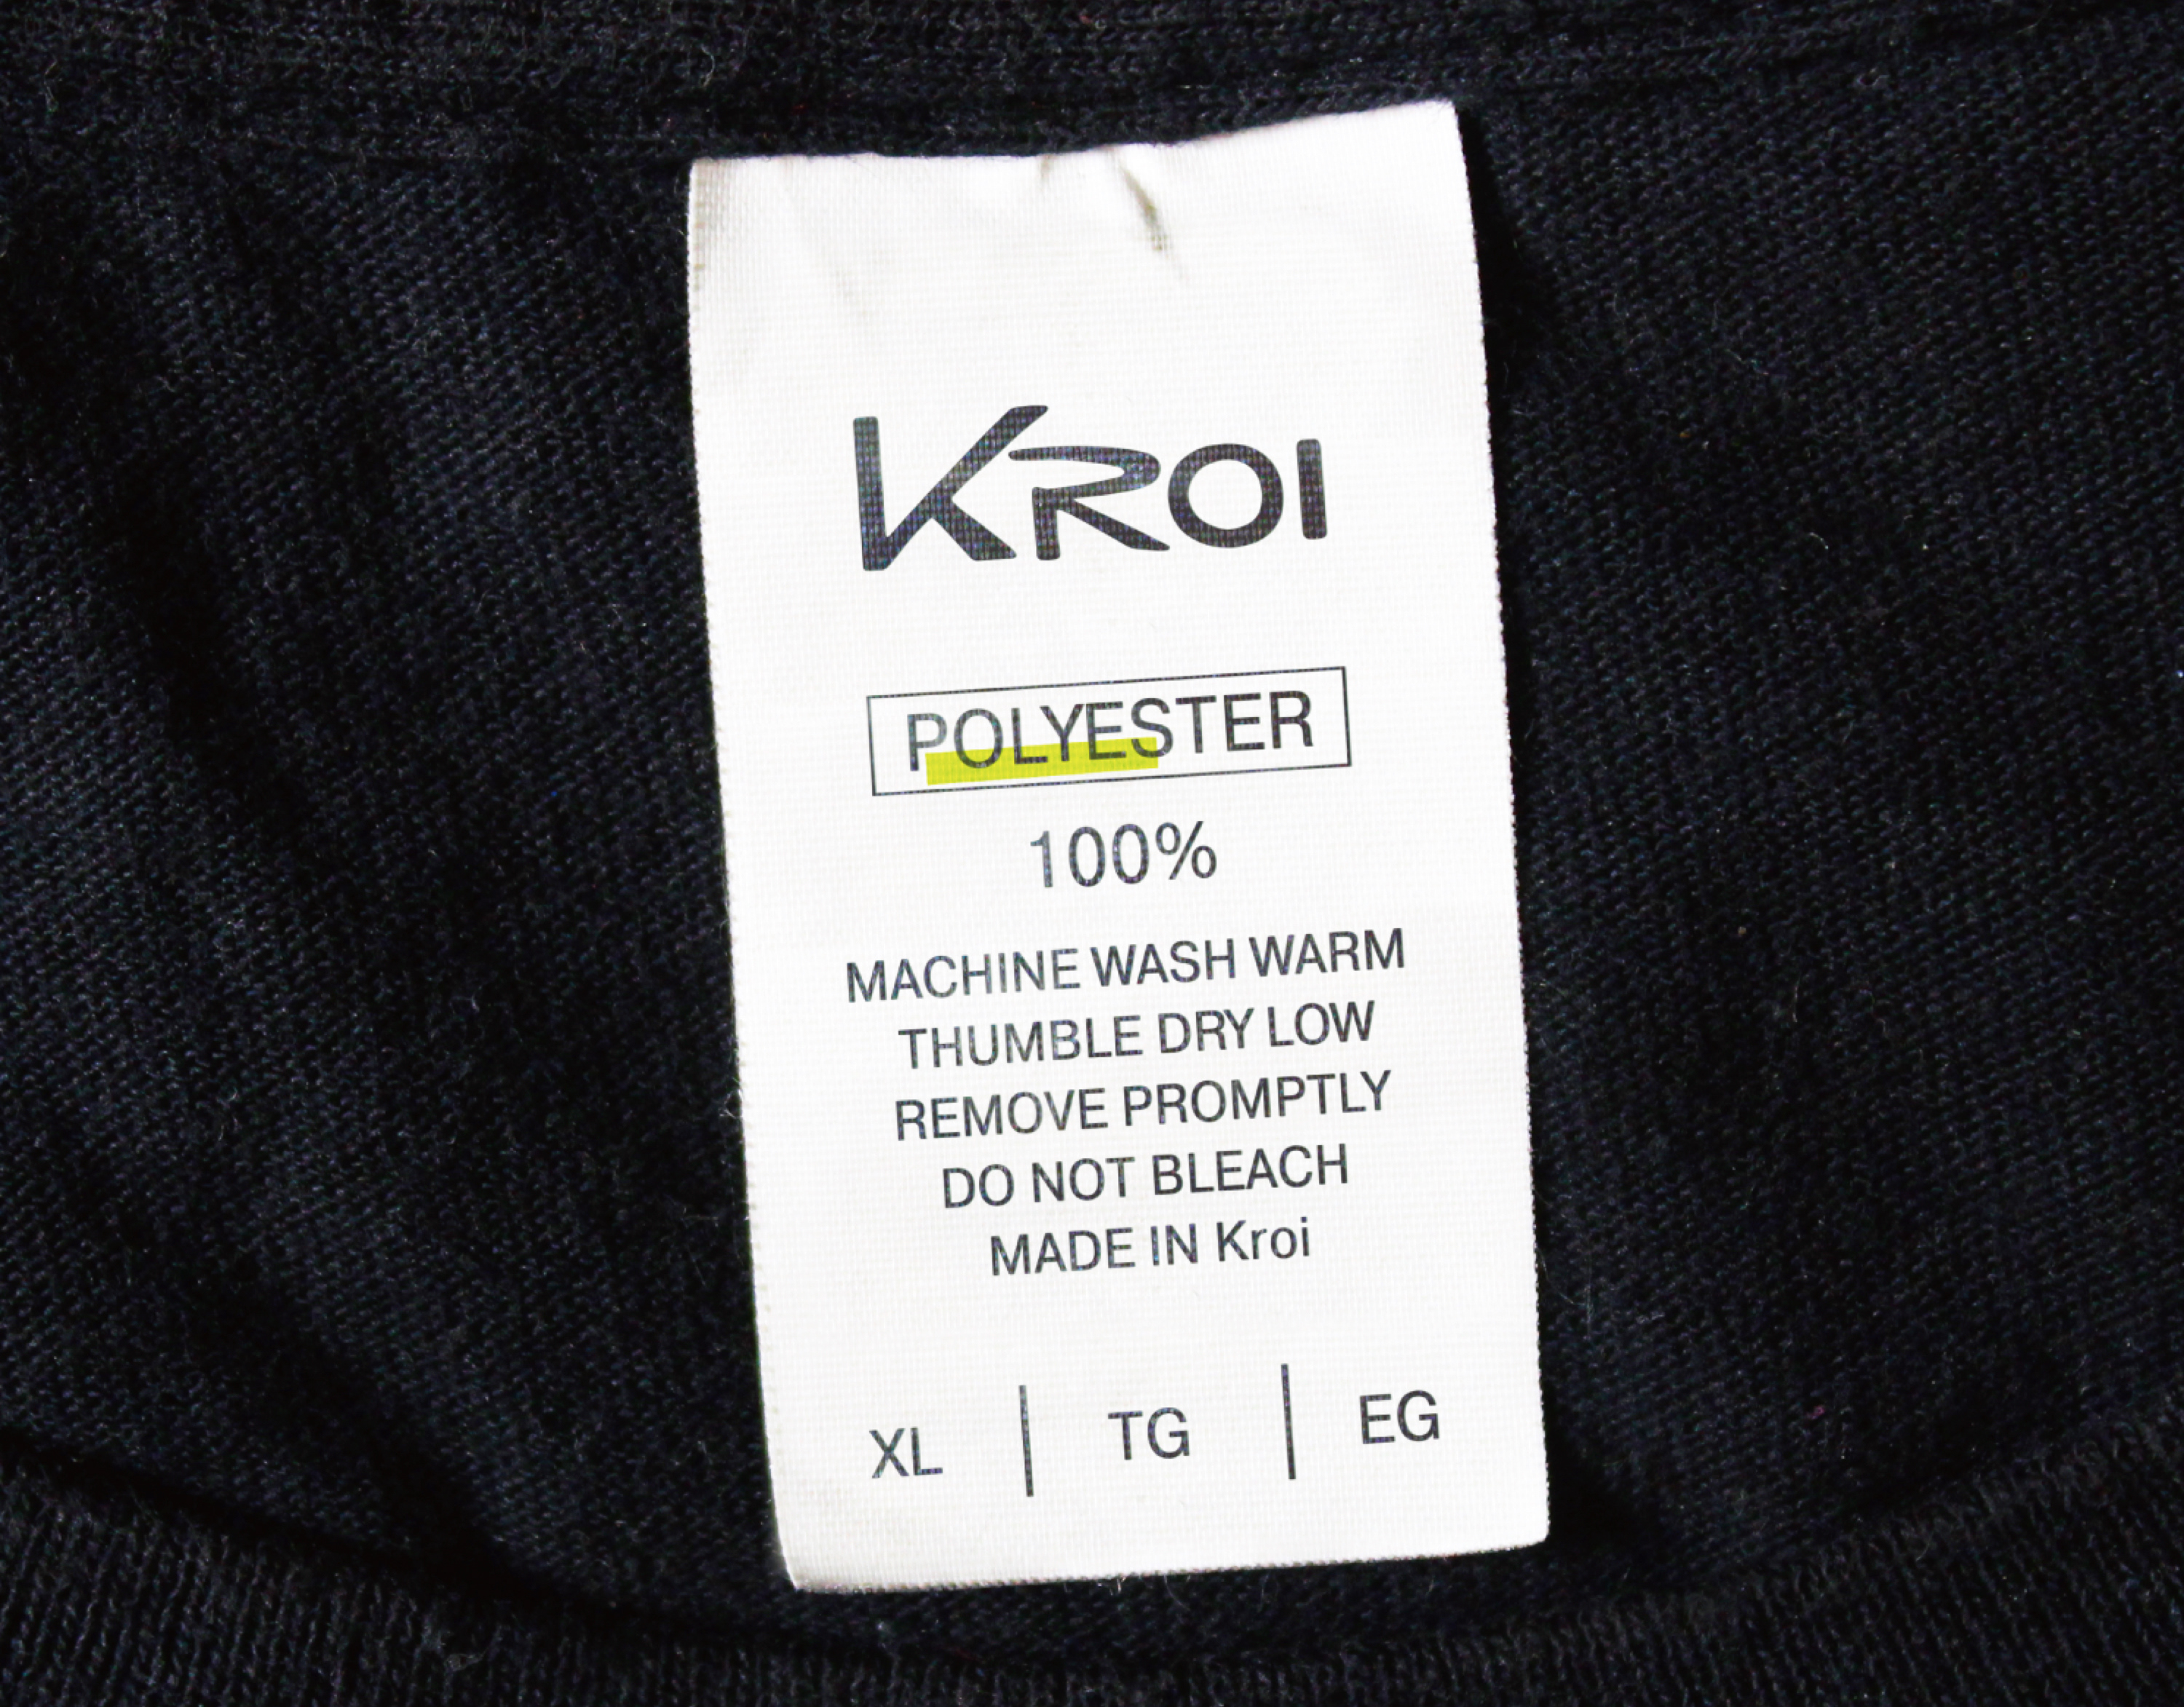 KROI
POLYESTER
100%
MACHINE WASH WARM
THUMBLE DRY LOW
REMOVE PROMPTLY
DO NOT BLEACH
MADE IN Kroi
XL | TG | EG